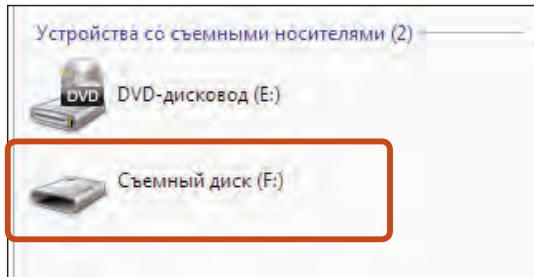 Устройства со съемными носителями (2)
DVD
DVD-дисковод (E:)
Съемный диск (F:)